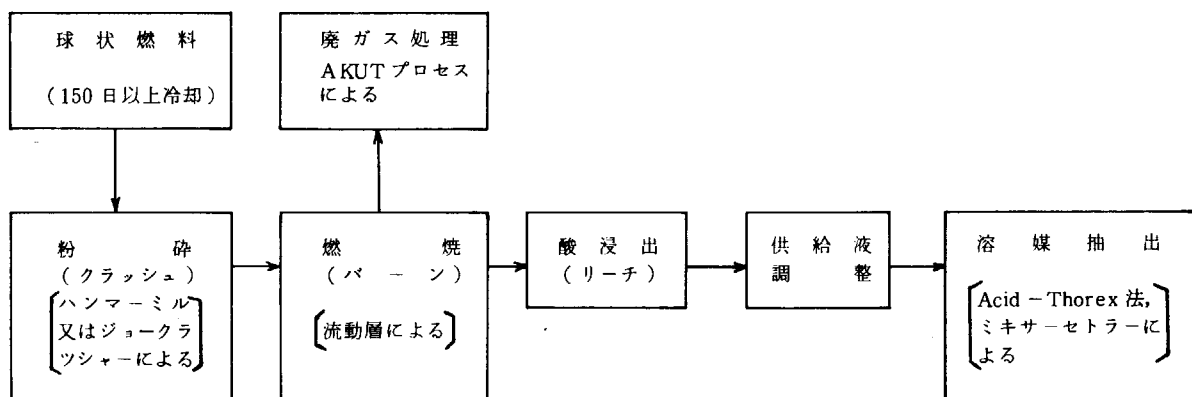 球状燃料
(150日以上冷却)
廃ガス処理
AKUTプロセス
による
粉砕
(クラッシュ)
ハンマーミル
又はジョークラ
ツシャーによる
燃焼
(バーン)
流動層による
酸浸出
(リーチ)
供給液
調整
溶媒抽出
Acid-Thorex法,
ミキサーセトラーに
よる